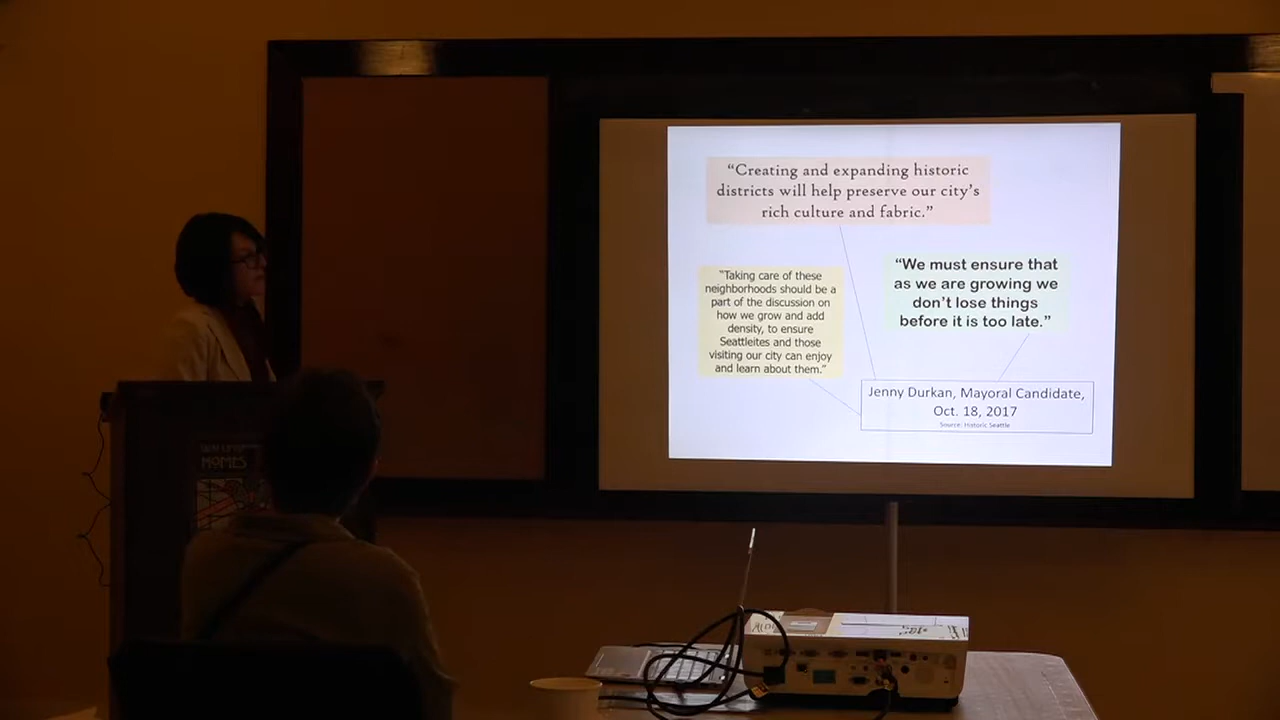 “Creating and expanding historic
districts will help preserve our city’s
rich culture and fabric.”
“Taking care of these
neighborhoods should be a
part of the discussion on
how we grow and add
density, to ensure
Seattleites and those
visiting our city can enjoy
and learn about them.”
“We must ensure that
as we are growing we
don’t lose things
before it is too late.”
Jenny Durkan, Mayoral Candidate,
Oct. 18, 2017
Source: Historic Seattle
HOMES